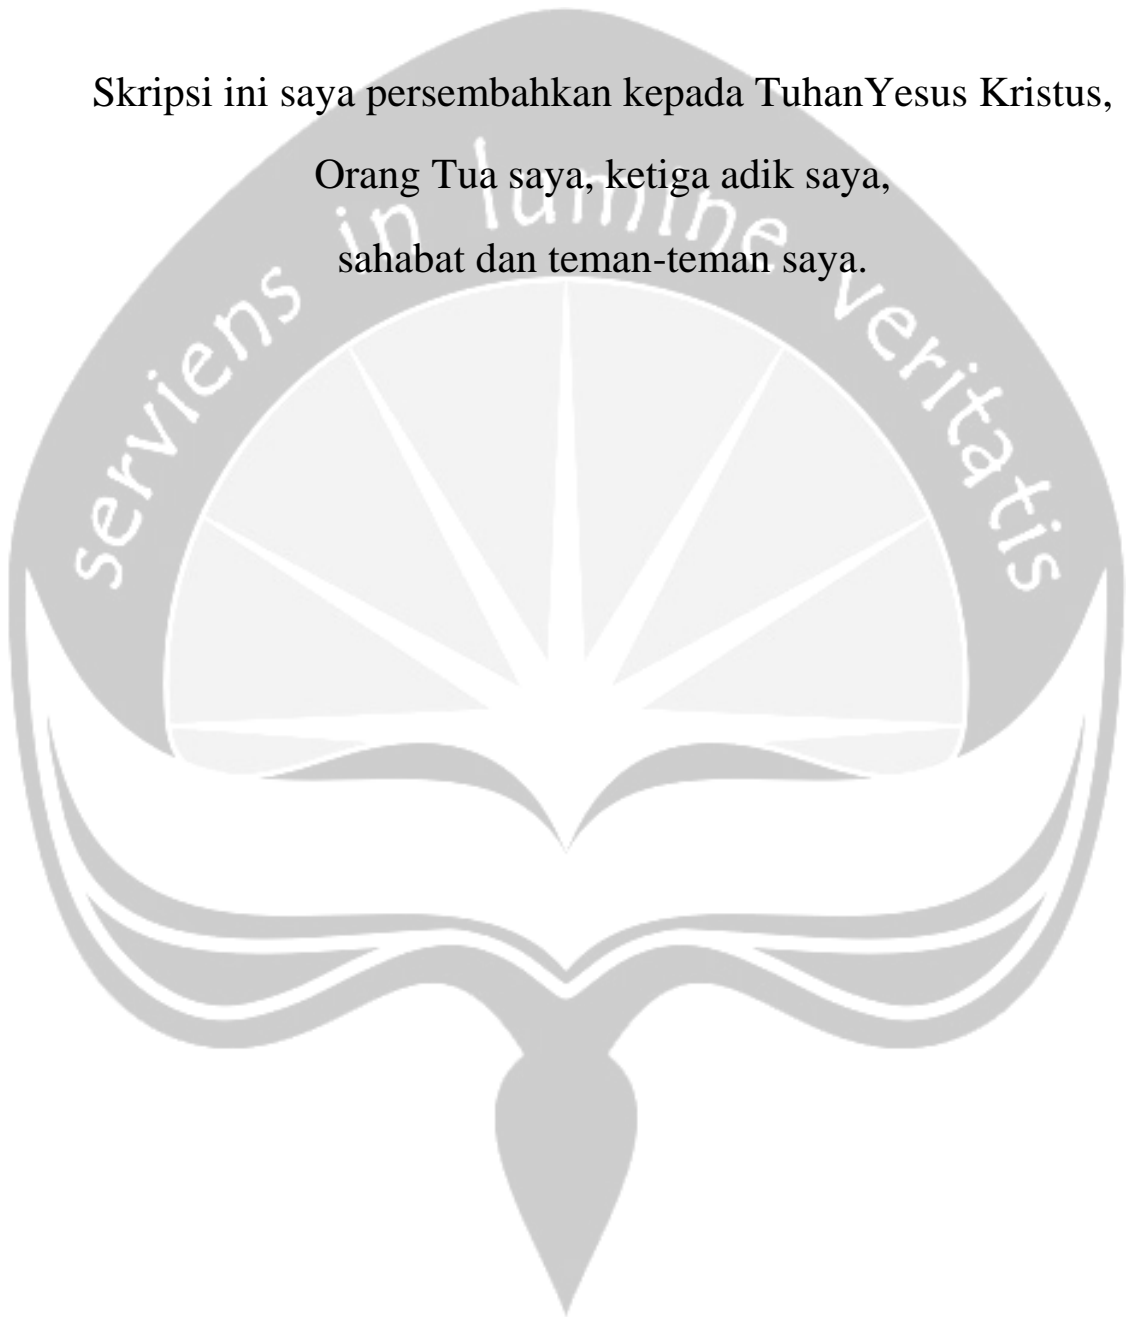 Skripsi ini saya persembahkan kepada TuhanYesus Kristus,
Orang Tua saya, ketiga adik saya,
sahabat dan teman-teman saya.
serviens in lumine veritatis